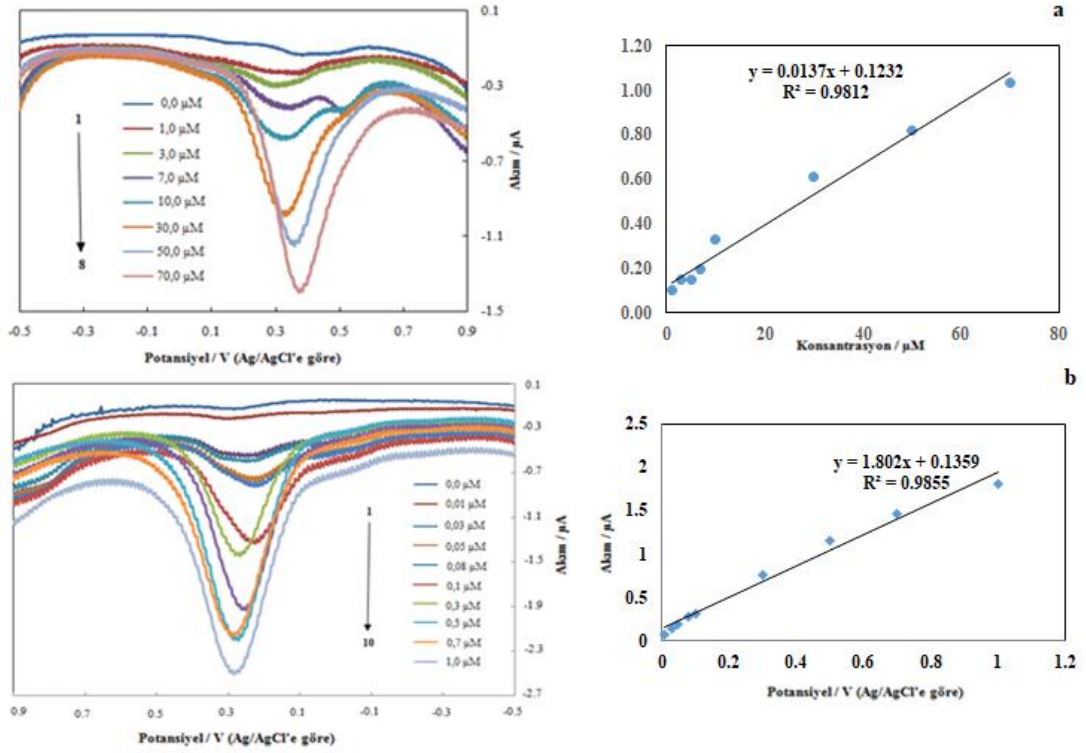 a
0.1
-0.3
-0.7
-1.1
-1.5
Akım / µA
0,0 µM
1,0 µM
3,0 µM
7,0 µM
10,0 µM
30,0 µM
50,0 µM
70,0 µM
1
8
-0.5 -0.3 -0.1 0.1 0.3 0.5 0.7 0.9
Potansiyel / V (Ag/AgCl'e göre)
1.20
1.00
0.80
0.60
0.40
0.20
0.00
y = 0.0137x + 0.1232
R² = 0.9812
0 20 40 60 80
Konsantrasyon / µM
b
0.1
-0.3
-0.7
-1.1
-1.5
-1.9
-2.3
-2.7
Akım / µA
0,0 µM
0,01 µM
0,03 µM
0,05 µM
0,08 µM
0,1 µM
0,3 µM
0,5 µM
0,7 µM
1,0 µM
1
10
0.9 0.7 0.5 0.3 0.1 -0.1 -0.3 -0.5
Potansiyel / V (Ag/AgCl'e göre)
2.5
2
1.5
1
0.5
0
Akım / µA
y = 1.802x + 0.1359
R² = 0.9855
0 0.2 0.4 0.6 0.8 1 1.2
Potansiyel / V (Ag/AgCl'e göre)